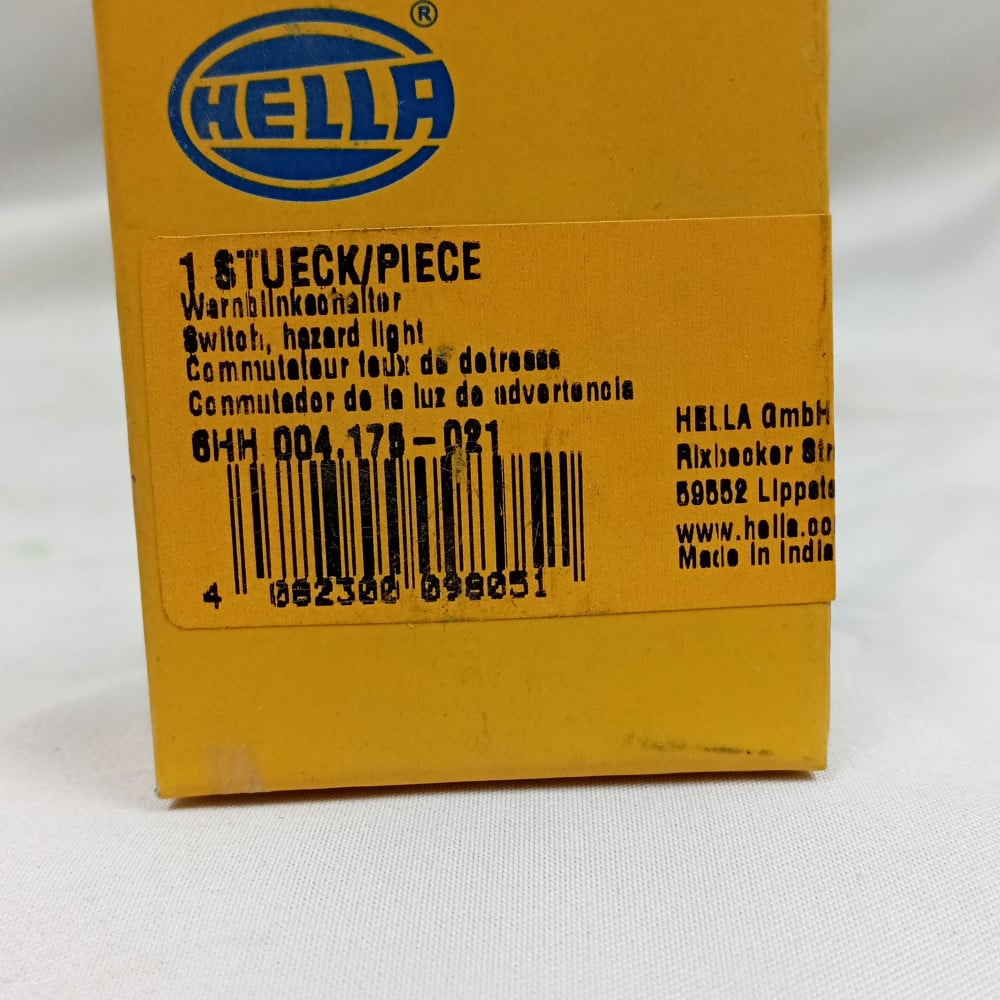 HELLA®
1 STUECK/PIECE
Warnblinkschalter
Switch, hazard light
Commutateur feux de detresse
Conmutador de la luz de advertencia
6HH 004.175-021
4 082300 098051
HELLA GmbH
Rixbecker Str
59552 Lippsta
www.hella.co
Made in India